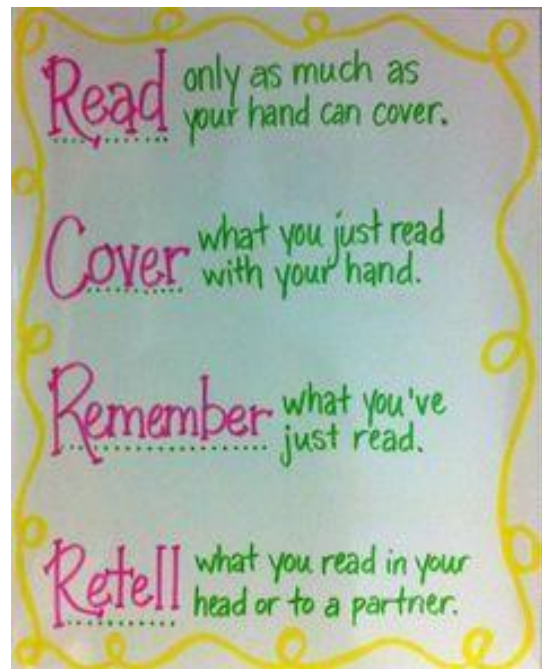 Read only as much as
your hand can cover.
Cover what you just read
with your hand.
Remember what you've
just read.
Retell what you read in your
head or to a partner.